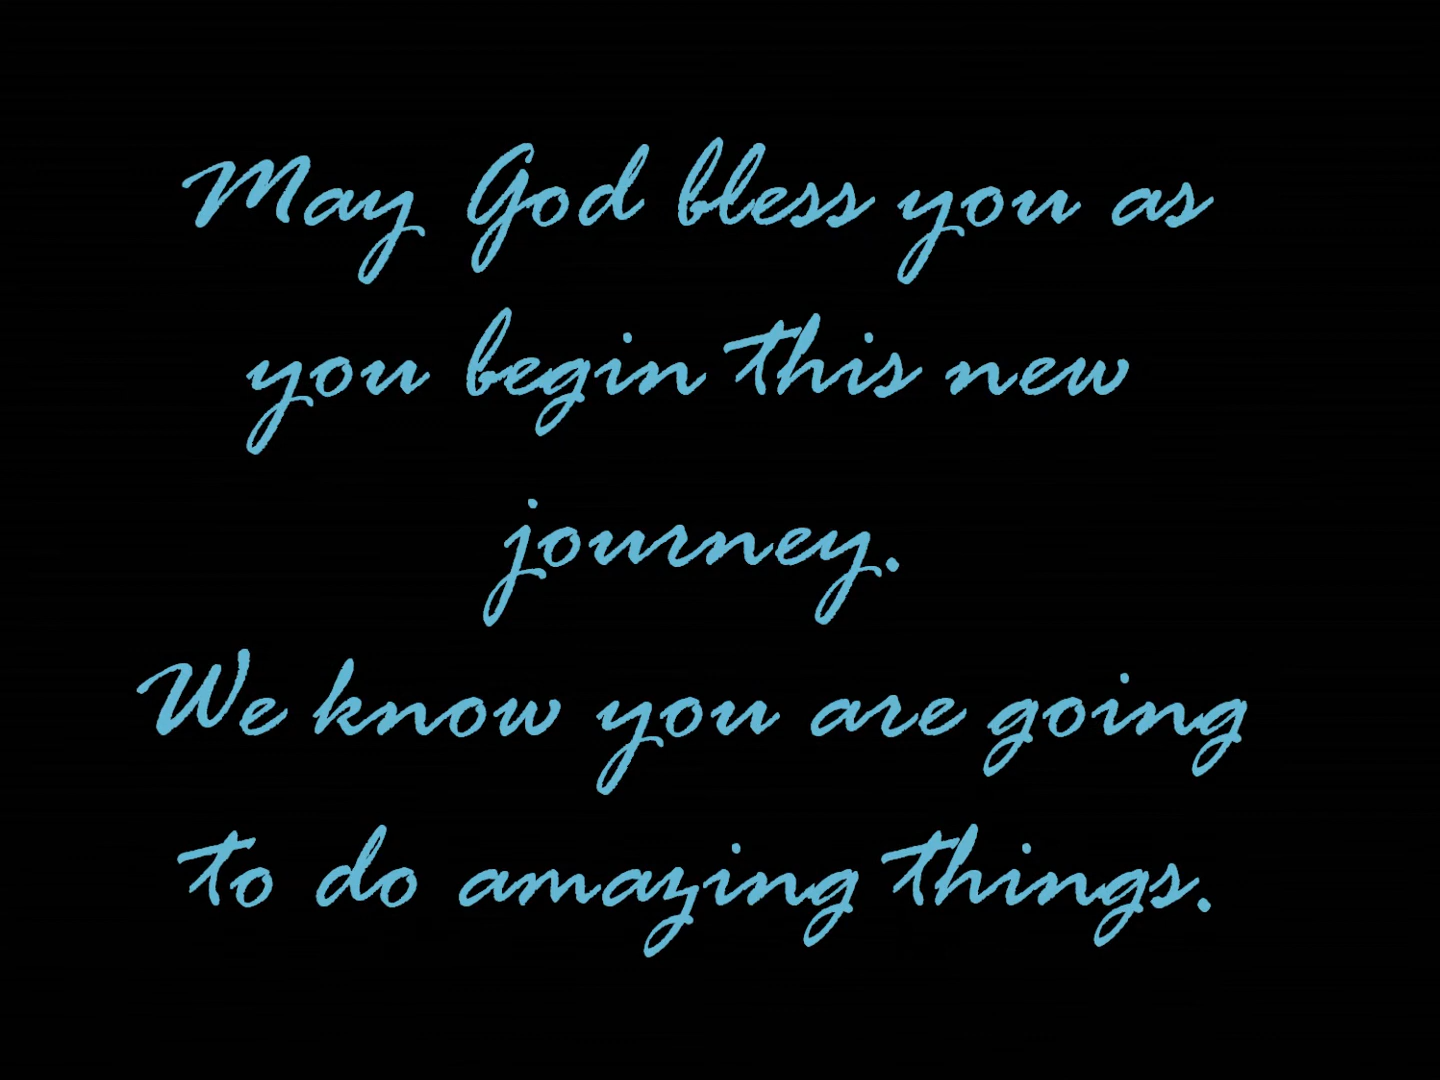 May God bless you as
you begin this new
journey.
We know you are going
to do amazing things.